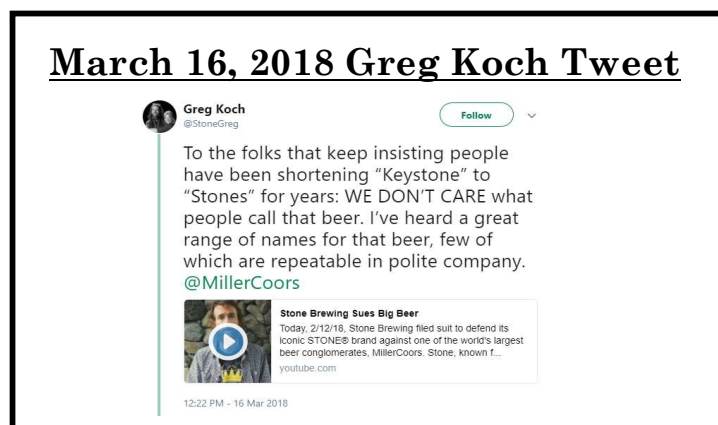 March 16, 2018 Greg Koch Tweet
Greg Koch
@StoneGreg
Follow
To the folks that keep insisting people
have been shortening “Keystone” to
“Stones” for years: WE DON’T CARE what
people call that beer. I’ve heard a great
range of names for that beer, few of
which are repeatable in polite company.
@MillerCoors
Stone Brewing Sues Big Beer
Today, 2/12/18, Stone Brewing filed suit to defend its
iconic STONE® brand against one of the world's largest
beer conglomerates, MillerCoors. Stone, known f...
youtube.com
12:22 PM - 16 Mar 2018